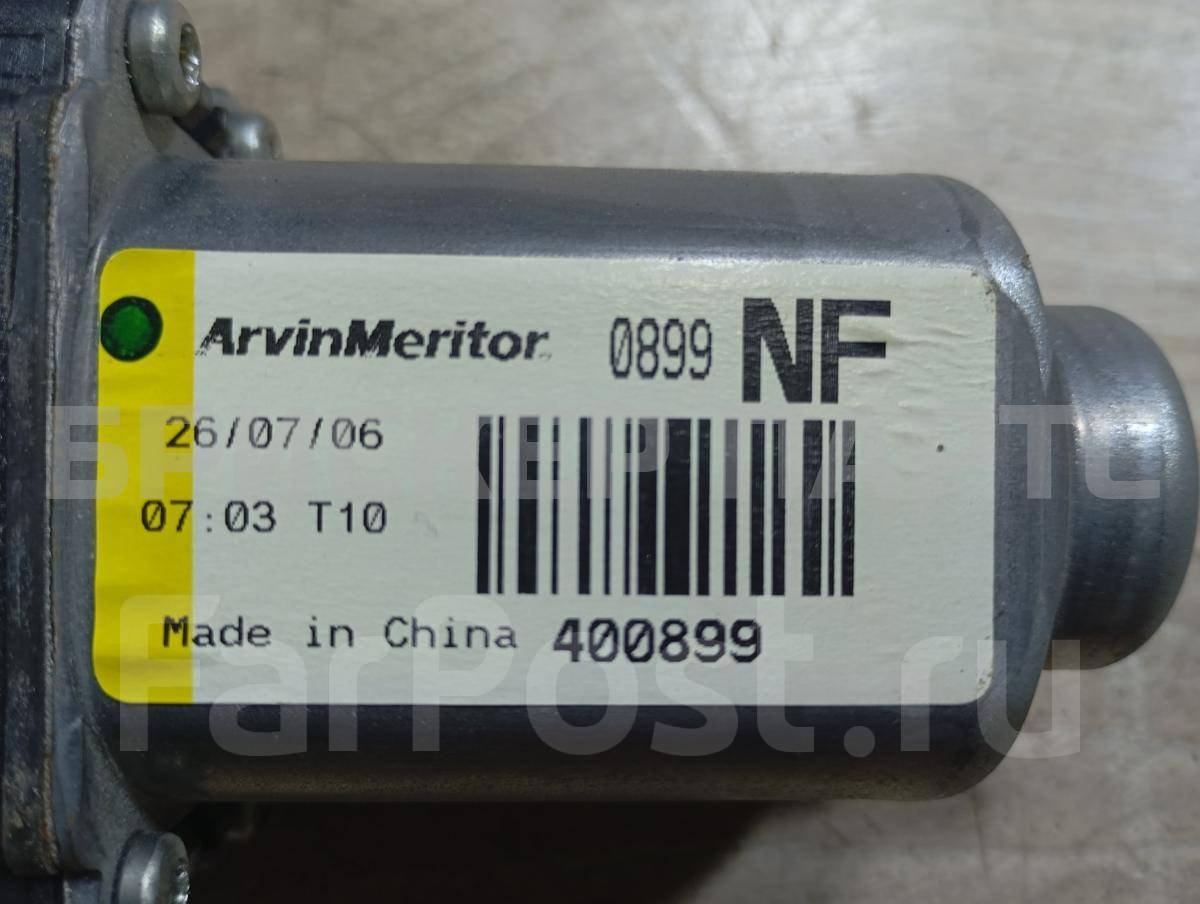 ArvinMeritor 0899 NF
26/07/06
07:03 T10
Made in China 400899
FarPost.ru